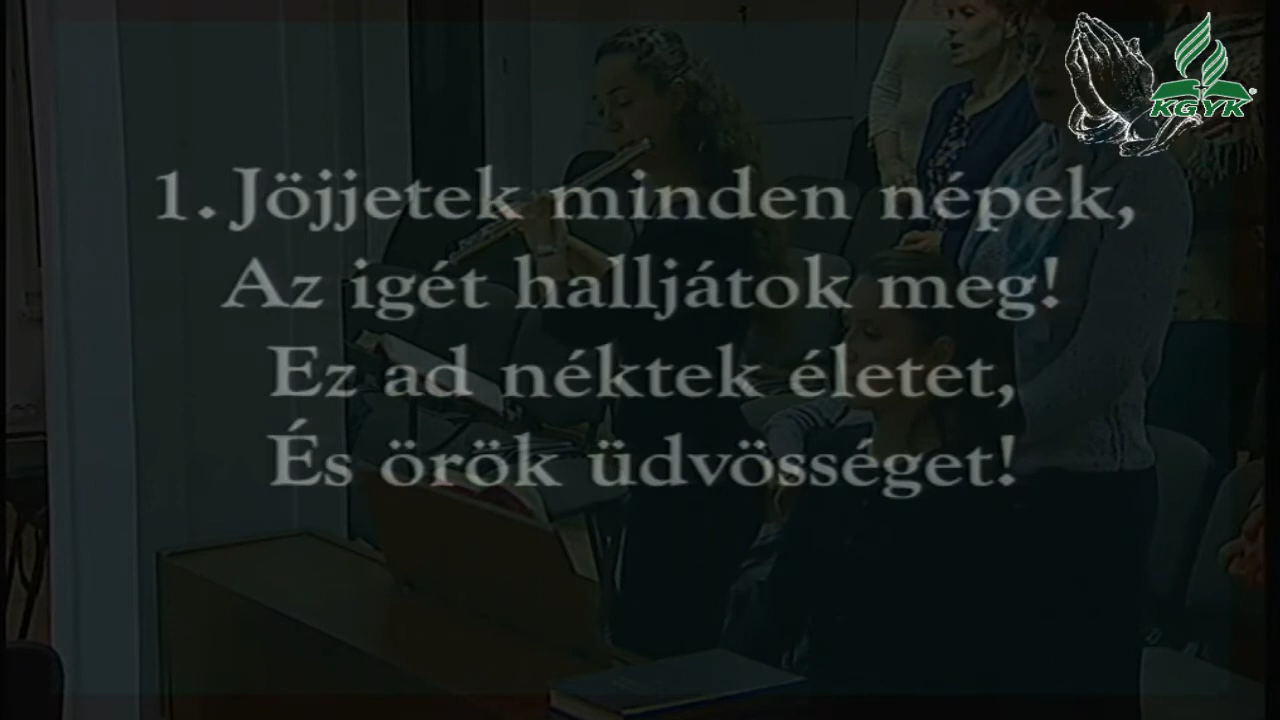 KGYK
1. Jöjjetek minden népek,
Az igét halljátok meg!
Ez ad néktek életet,
És örök üdvösséget!